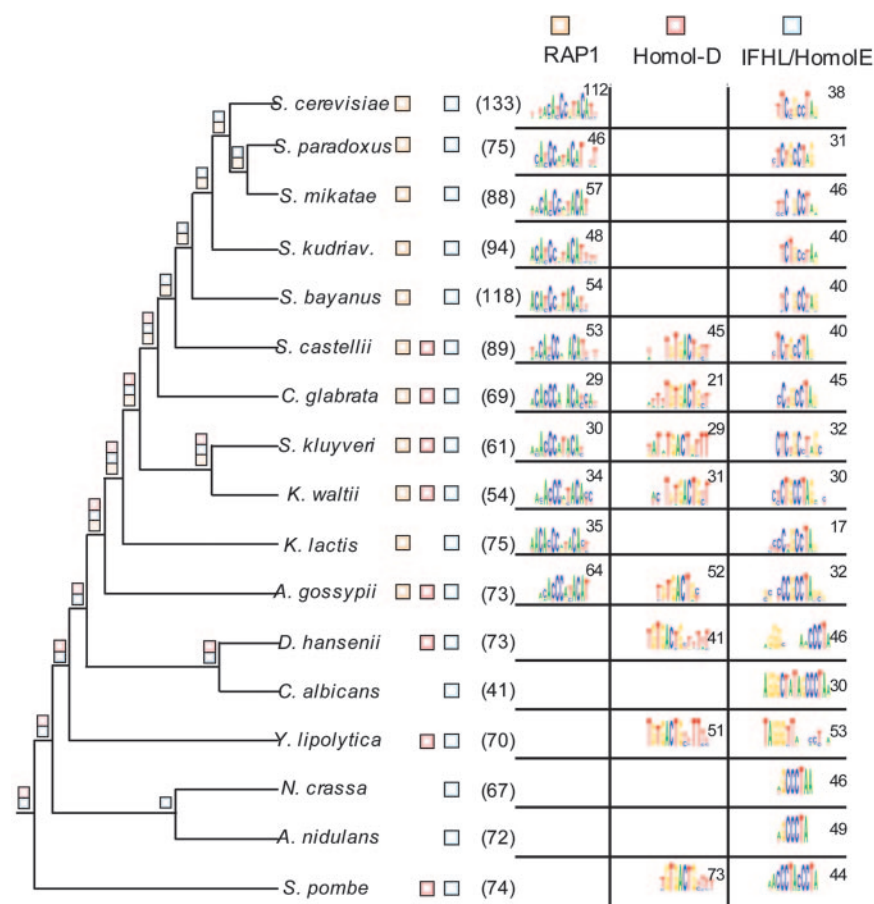 RAP1 Homol-D IFHL/HomolE
S. cerevisiae (133) 112 38
S. paradoxus (75) 46 31
S. mikatae (88) 57 46
S. kudriav. (94) 48 40
S. bayanus (118) 54 40
S. castellii (89) 53 45 40
C. glabrata (69) 29 21 45
S. kluyveri (61) 30 29 32
K. waltii (54) 34 31 30
K. lactis (75) 35 17
A. gossypii (73) 64 52 32
D. hansenii (73) 41 46
C. albicans (41) 30
Y. lipolytica (70) 51 53
N. crassa (67) 46
A. nidulans (72) 49
S. pombe (74) 73 44